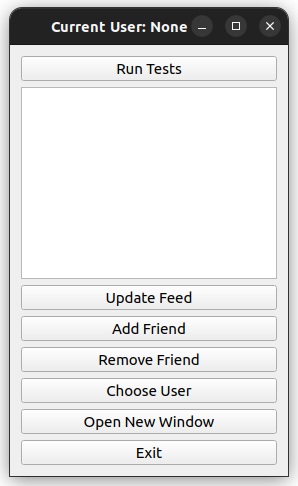 Current User: None
Run Tests
Update Feed
Add Friend
Remove Friend
Choose User
Open New Window
Exit